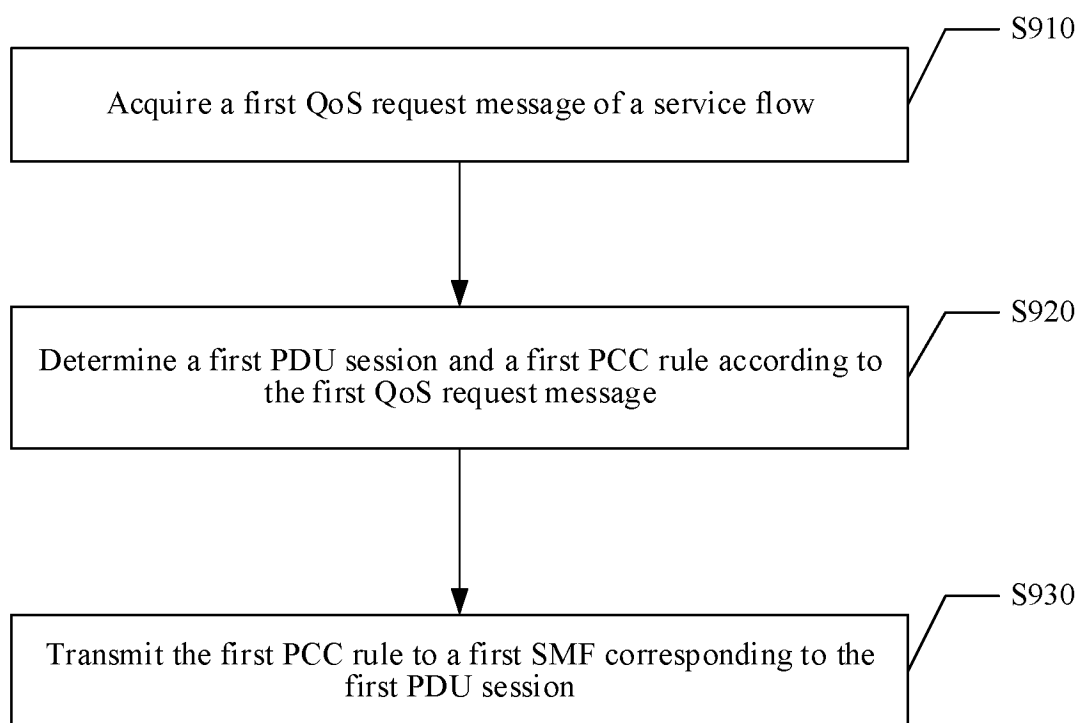 S910
Acquire a first QoS request message of a service flow
S920
Determine a first PDU session and a first PCC rule according to
the first QoS request message
S930
Transmit the first PCC rule to a first SMF corresponding to the
first PDU session